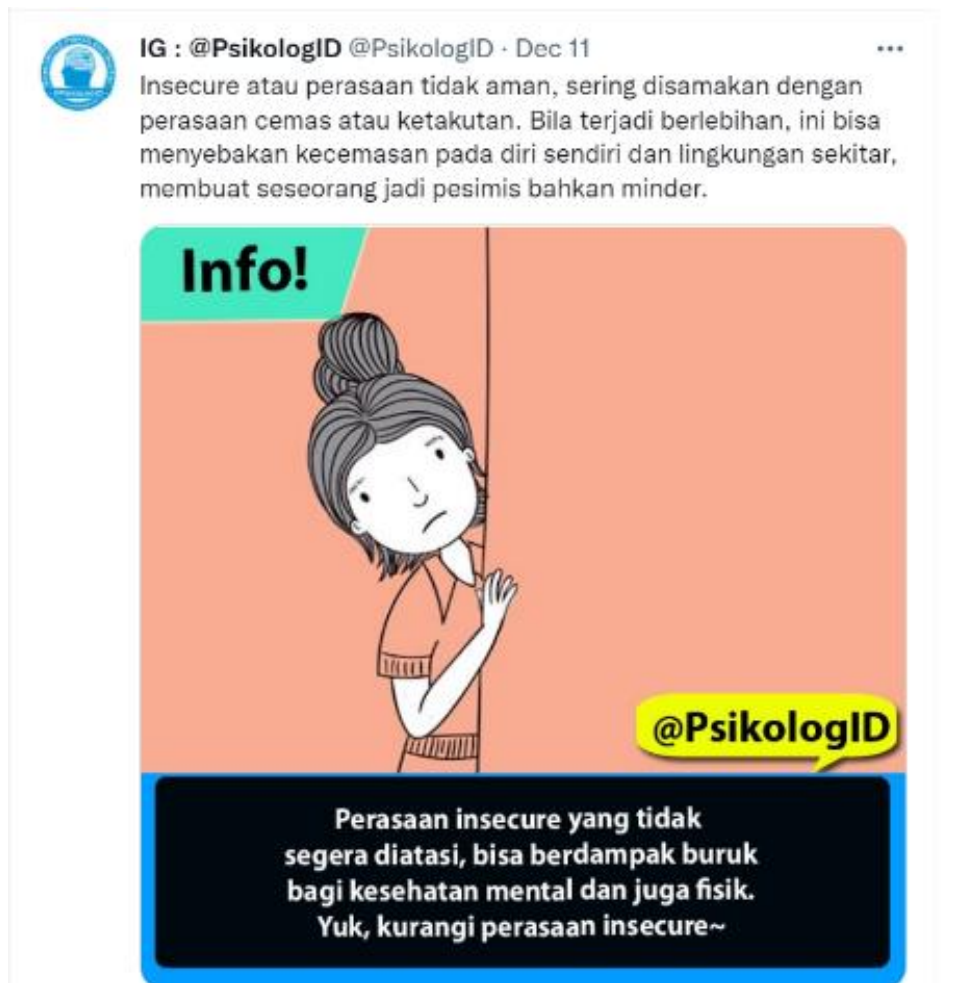 IG : @PsikologID @PsikologID · Dec 11
Insecure atau perasaan tidak aman, sering disamakan dengan
perasaan cemas atau ketakutan. Bila terjadi berlebihan, ini bisa
menyebakan kecemasan pada diri sendiri dan lingkungan sekitar,
membuat seseorang jadi pesimis bahkan minder.
Info!
@PsikologID
Perasaan insecure yang tidak
segera diatasi, bisa berdampak buruk
bagi kesehatan mental dan juga fisik.
Yuk, kurangi perasaan insecure~